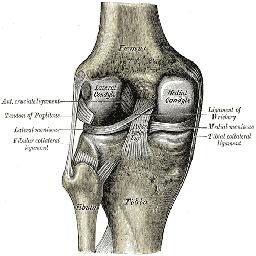 Femur
Lateral
Condyle
Medial
Condyle
Ant. cruciate ligament
Tendon of Popliteus
Lateral meniscus
Fibular collateral
ligament
Ligament of
Wrisberg
Medial meniscus
Tibial collateral
ligament
Fibula
Tibia